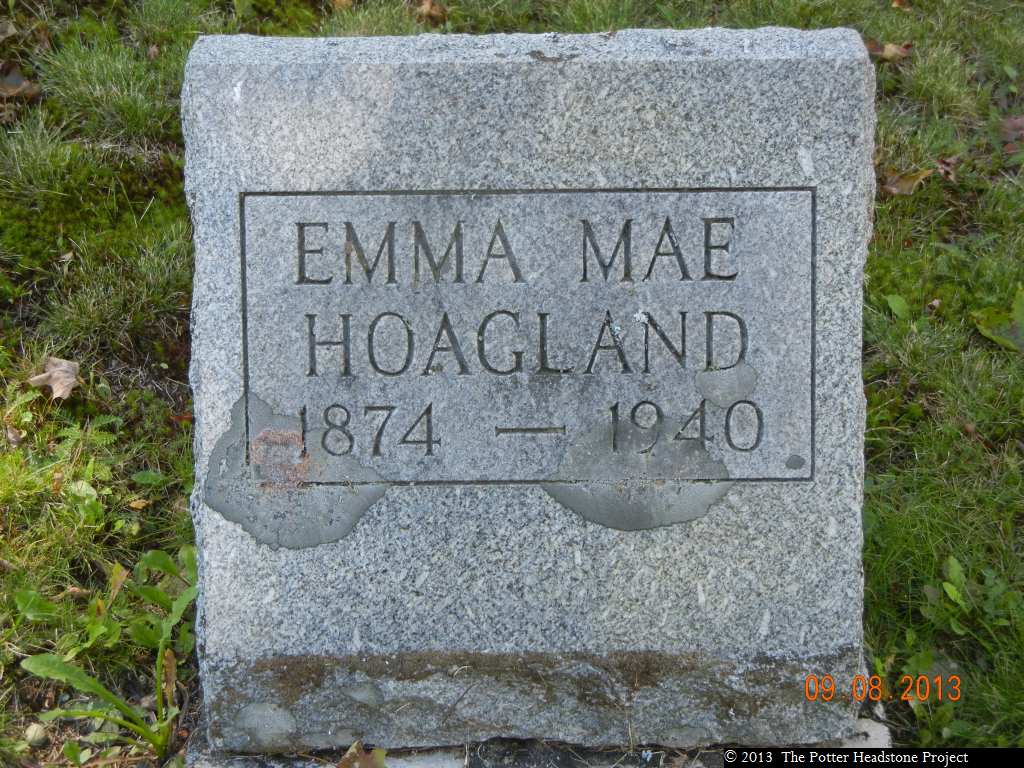 EMMA MAE
HOAGLAND
1874 — 1940
09.08.2013
© 2013 The Potter Headstone Project